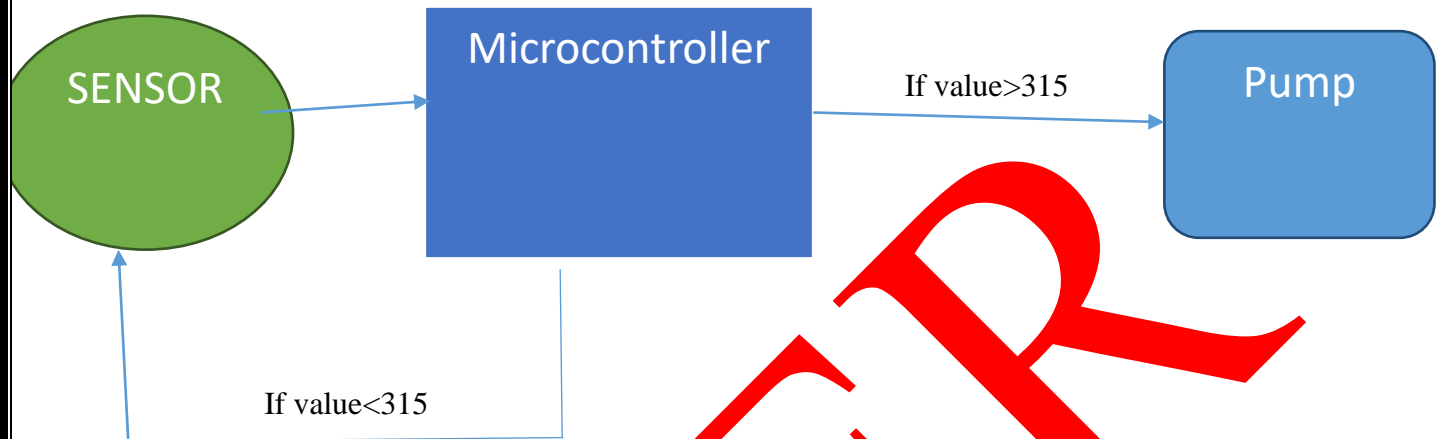 SENSOR
Microcontroller
If value>315
Pump
If value<315
R